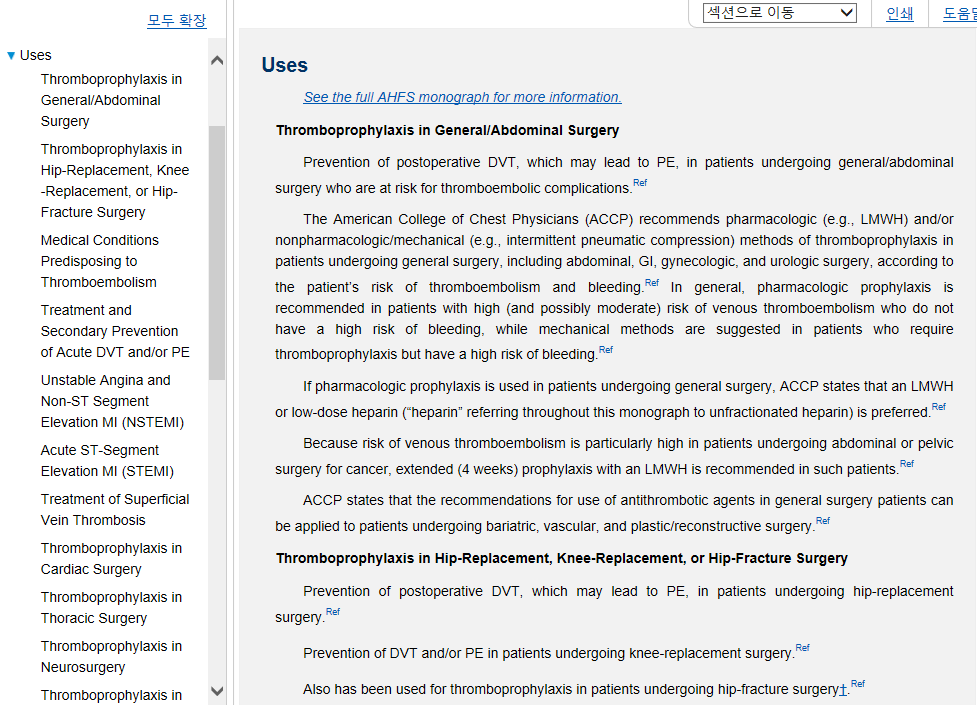 모두 확장
섹션으로 이동
인쇄
Uses
Thromboprophylaxis in
General/Abdominal
Surgery
Thromboprophylaxis in
Hip-Replacement, Knee
-Replacement, or Hip-
Fracture Surgery
Medical Conditions
Predisposing to
Thromboembolism
Treatment and
Secondary Prevention
of Acute DVT and/or PE
Unstable Angina and
Non-ST Segment
Elevation MI (NSTEMI)
Acute ST-Segment
Elevation MI (STEMI)
Treatment of Superficial
Vein Thrombosis
Thromboprophylaxis in
Cardiac Surgery
Thromboprophylaxis in
Thoracic Surgery
Thromboprophylaxis in
Neurosurgery
Thromboprophylaxis in
Uses
See the full AHFS monograph for more information.
Thromboprophylaxis in General/Abdominal Surgery
Prevention of postoperative DVT, which may lead to PE, in patients undergoing general/abdominal
surgery who are at risk for thromboembolic complications.Ref
The American College of Chest Physicians (ACCP) recommends pharmacologic (e.g., LMWH) and/or
nonpharmacologic/mechanical (e.g., intermittent pneumatic compression) methods of thromboprophylaxis in
patients undergoing general surgery, including abdominal, GI, gynecologic, and urologic surgery, according to
the patient's risk of thromboembolism and bleeding.Ref In general, pharmacologic prophylaxis is
recommended in patients with high (and possibly moderate) risk of venous thromboembolism who do not
have a high risk of bleeding, while mechanical methods are suggested in patients who require
thromboprophylaxis but have a high risk of bleeding.Ref
If pharmacologic prophylaxis is used in patients undergoing general surgery, ACCP states that an LMWH
or low-dose heparin (“heparin” referring throughout this monograph to unfractionated heparin) is preferred.Ref
Because risk of venous thromboembolism is particularly high in patients undergoing abdominal or pelvic
surgery for cancer, extended (4 weeks) prophylaxis with an LMWH is recommended in such patients.Ref
ACCP states that the recommendations for use of antithrombotic agents in general surgery patients can
be applied to patients undergoing bariatric, vascular, and plastic/reconstructive surgery.Ref
Thromboprophylaxis in Hip-Replacement, Knee-Replacement, or Hip-Fracture Surgery
Prevention of postoperative DVT, which may lead to PE, in patients undergoing hip-replacement
surgery.Ref
Prevention of DVT and/or PE in patients undergoing knee-replacement surgery.Ref
Also has been used for thromboprophylaxis in patients undergoing hip-fracture surgery†.Ref